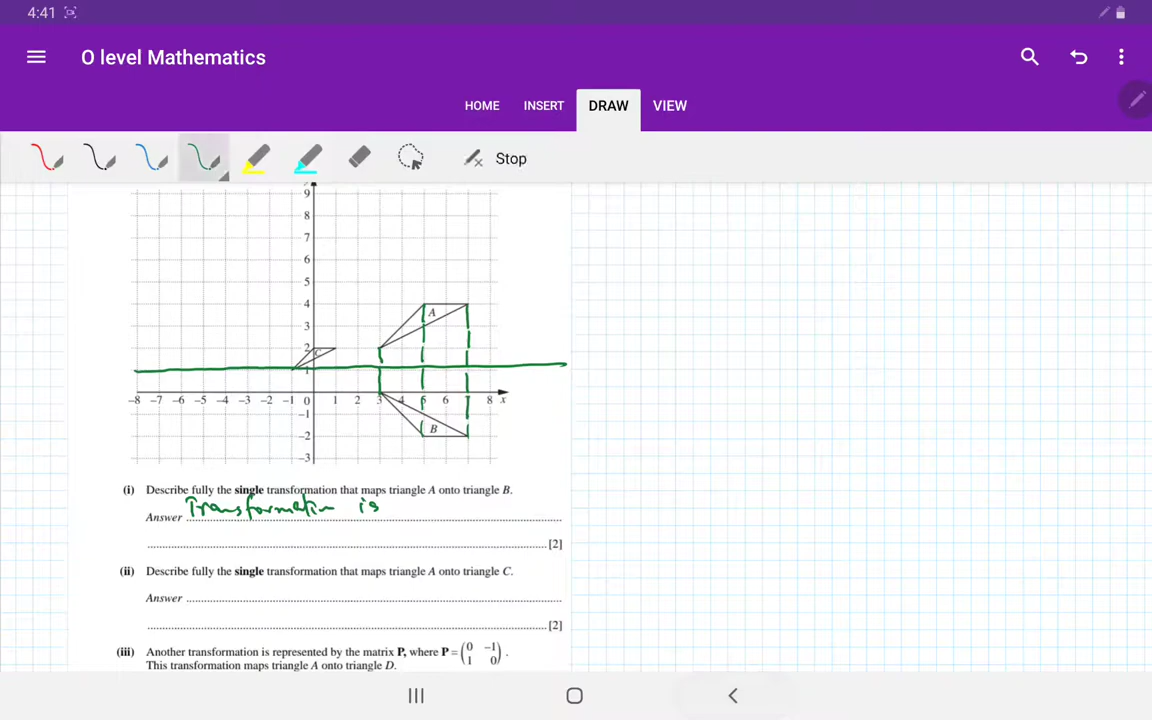 4:41
O level Mathematics
HOME INSERT DRAW VIEW
Stop
9
8
7
6
5
4
A
3
2
C
1
–8 –7 –6 –5 –4 –3 –2 –1 0 1 2 3 4 5 6 7 8 x
–1
B
–2
–3
(i) Describe fully the single transformation that maps triangle A onto triangle B.
Answer Transformation is
[2]
(ii) Describe fully the single transformation that maps triangle A onto triangle C.
Answer
[2]
(iii) Another transformation is represented by the matrix P, where P = (0 –1
1 0).
This transformation maps triangle A onto triangle D.